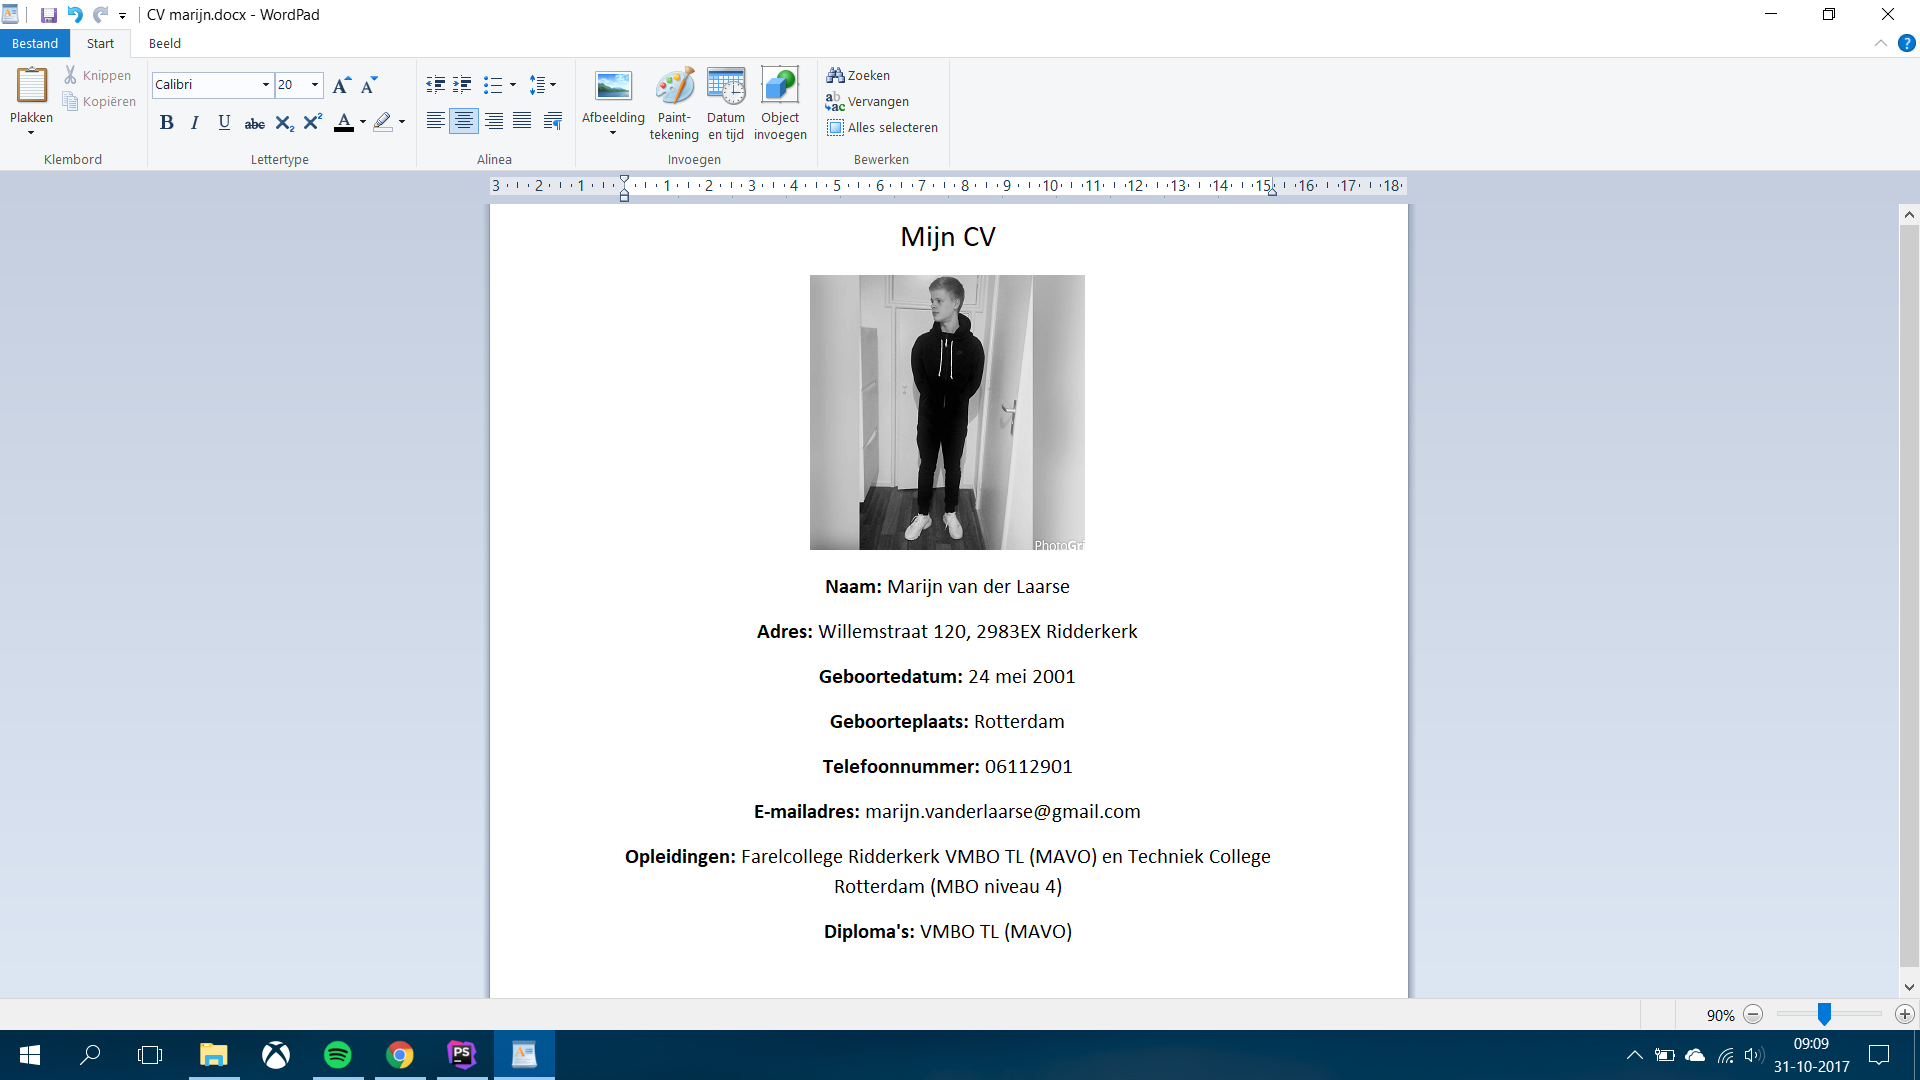 CV marijn.docx - WordPad
Bestand Start Beeld
Plakken
Knippen
Kopiëren
Klembord
Calibri 20
B I U abc X2 X2 A
Lettertype
Alinea
Afbeelding
Paint-
tekening
Datum
en tijd
Object
invoegen
Invoegen
Zoeken
Vervangen
Alles selecteren
Bewerken
3 2 1 1 2 3 4 5 6 7 8 9 10 11 12 13 14 15 16 17 18
Mijn CV
PhotoGri
Naam: Marijn van der Laarse
Adres: Willemstraat 120, 2983EX Ridderkerk
Geboortedatum: 24 mei 2001
Geboorteplaats: Rotterdam
Telefoonnummer: 06112901
E-mailadres: marijn.vanderlaarse@gmail.com
Opleidingen: Farelcollege Ridderkerk VMBO TL (MAVO) en Techniek College
Rotterdam (MBO niveau 4)
Diploma's: VMBO TL (MAVO)
90%
PS
09:09
31-10-2017